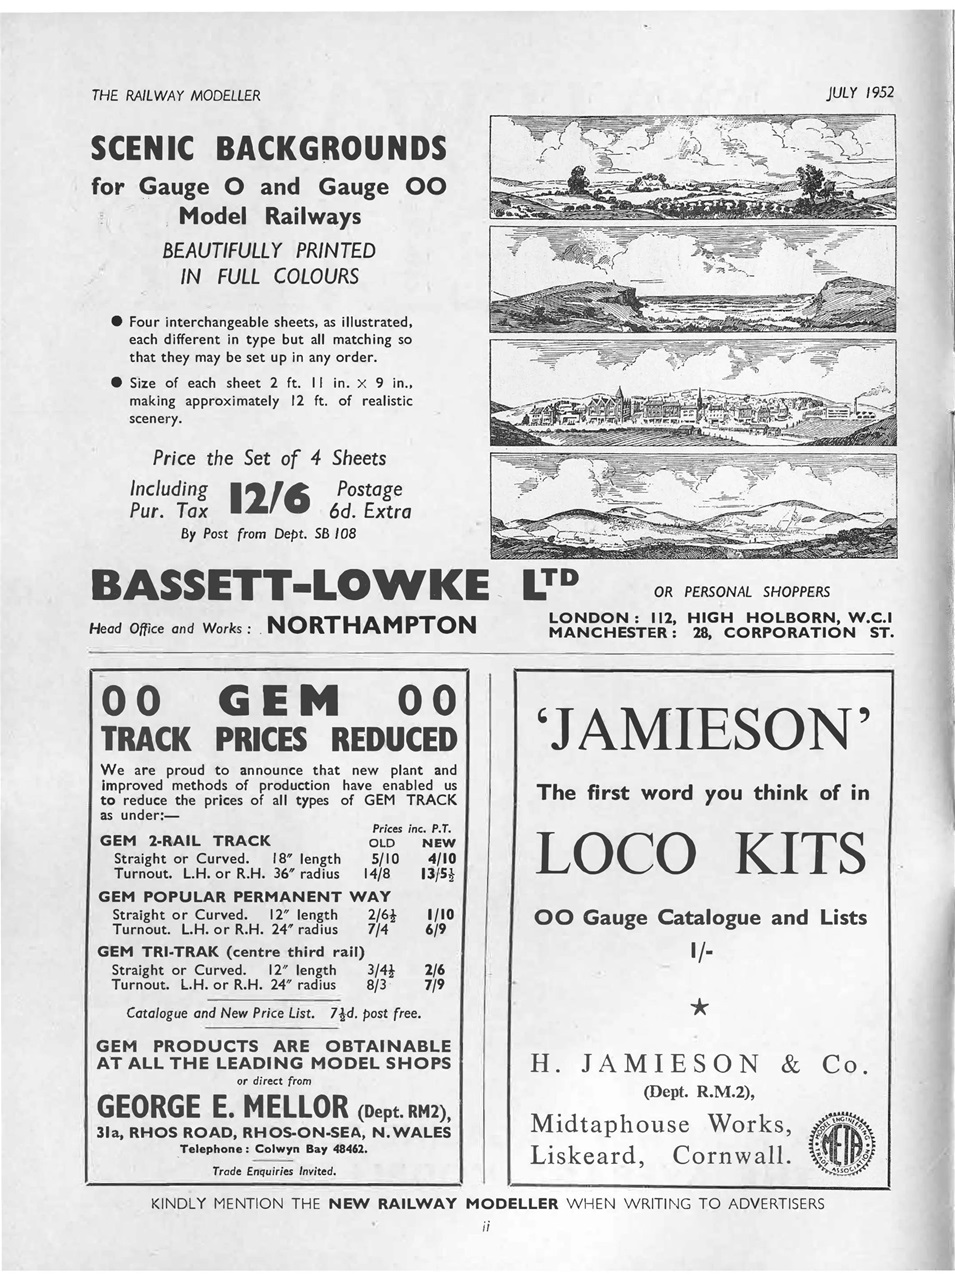 THE RAILWAY MODELLER
JULY 1952
SCENIC BACKGROUNDS
for Gauge O and Gauge OO
Model Railways
BEAUTIFULLY PRINTED
IN FULL COLOURS
● Four interchangeable sheets, as illustrated,
each different in type but all matching so
that they may be set up in any order.
● Size of each sheet 2 ft. 11 in. × 9 in.,
making approximately 12 ft. of realistic
scenery.
Price the Set of 4 Sheets
Including Pur. Tax 12/6 Postage 6d. Extra
By Post from Dept. SB 108
BASSETT-LOWKE LTD
Head Office and Works : NORTHAMPTON
OR PERSONAL SHOPPERS
LONDON : 112, HIGH HOLBORN, W.C.1
MANCHESTER : 28, CORPORATION ST.
OO GEM OO
TRACK PRICES REDUCED
We are proud to announce that new plant and
improved methods of production have enabled us
to reduce the prices of all types of GEM TRACK
as under:—
Prices inc. P.T.
GEM 2-RAIL TRACK OLD NEW
Straight or Curved. 18″ length 5/10 4/10
Turnout. L.H. or R.H. 36″ radius 14/8 13/5½
GEM POPULAR PERMANENT WAY
Straight or Curved. 12″ length 2/6½ 1/10
Turnout. L.H. or R.H. 24″ radius 7/4 6/9
GEM TRI-TRAK (centre third rail)
Straight or Curved. 12″ length 3/4½ 2/6
Turnout. L.H. or R.H. 24″ radius 8/3 7/9
Catalogue and New Price List. 7½d. post free.
GEM PRODUCTS ARE OBTAINABLE
AT ALL THE LEADING MODEL SHOPS
or direct from
GEORGE E. MELLOR (Dept. RM2),
31a, RHOS ROAD, RHOS-ON-SEA, N. WALES
Telephone : Colwyn Bay 48462.
Trade Enquiries Invited.
‘JAMIESON’
The first word you think of in
LOCO KITS
OO Gauge Catalogue and Lists
1/-
★
H. JAMIESON & Co.
(Dept. R.M.2),
Midtaphouse Works,
Liskeard, Cornwall.
MODEL ENGINEERING
META
TRADE ASSOCIATION
KINDLY MENTION THE NEW RAILWAY MODELLER WHEN WRITING TO ADVERTISERS
ii